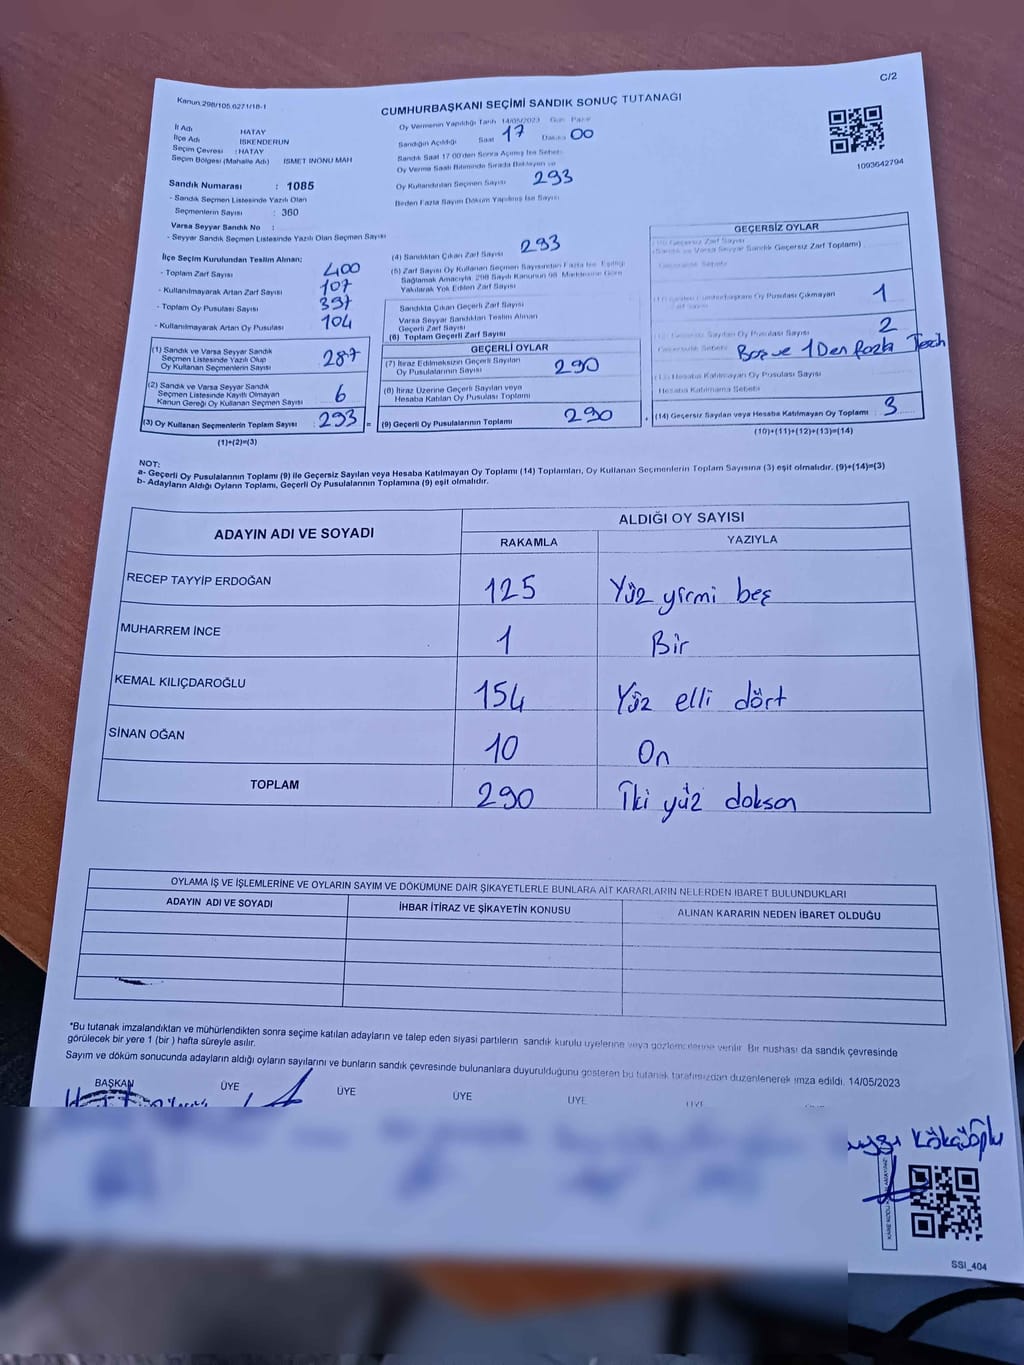 C/2
Kanun 298/105.6271/18-1
CUMHURBAŞKANI SEÇİMİ SANDIK SONUÇ TUTANAĞI
İl Adı HATAY
İlçe Adı İSKENDERUN
Seçim Çevresi : HATAY
Seçim Bölgesi (Mahalle Adı) İSMET İNÖNÜ MAH
Sandık Numarası : 1085
- Sandık Seçmen Listesinde Yazılı Olan
Seçmenlerin Sayısı : 360
Varsa Seyyar Sandık No :
- Seyyar Sandık Seçmen Listesinde Yazılı Olan Seçmen Sayısı
Oy Vermenin Yapıldığı Tarih 14/05/2023 Gün Pazar
Sandığın Açıldığı Saat 17 Dakika 00
Sandık Saat 17 00'den Sonra Açılmış İse Sebebi
Oy Verme Saati Bitiminde Sırada Bekleyen ve
Oy Kullandırılan Seçmen Sayısı 293
Birden Fazla Sayım Döküm Yapılmış İse Sayısı
1093642794
İlçe Seçim Kurulundan Teslim Alınan;
- Toplam Zarf Sayısı 400
- Kullanılmayarak Artan Zarf Sayısı 107
- Toplam Oy Pusulası Sayısı 391
- Kullanılmayarak Artan Oy Pusulası 104
(1) Sandık ve Varsa Seyyar Sandık
Seçmen Listesinde Yazılı Olup
Oy Kullanan Seçmenlerin Sayısı 287
(2) Sandık ve Varsa Seyyar Sandık
Seçmen Listesinde Kayıtlı Olmayan
Kanun Gereği Oy Kullanan Seçmen Sayısı 6
(3) Oy Kullanan Seçmenlerin Toplam Sayısı 293
(1)+(2)=(3)
(4) Sandıktan Çıkan Zarf Sayısı 293
(5) Zarf Sayısı Oy Kullanan Seçmen Sayısından Fazla İse, Eşitliği
Sağlamak Amacıyla, 298 Sayılı Kanunun 98. Maddesine Göre
Yakılarak Yok Edilen Zarf Sayısı
Sandıkta Çıkan Geçerli Zarf Sayısı
Varsa Seyyar Sandıktan Teslim Alınan
Geçerli Zarf Sayısı
(6) Toplam Geçerli Zarf Sayısı
GEÇERLİ OYLAR
(7) İtiraz Edilmeksizin Geçerli Sayılan
Oy Pusulalarının Sayısı 290
(8) İtiraz Üzerine Geçerli Sayılan veya
Hesaba Katılan Oy Pusulası Toplamı
(9) Geçerli Oy Pusulalarının Toplamı 290
GEÇERSİZ OYLAR
(10) Geçersiz Zarf Sayısı
(Sandık ve Varsa Seyyar Sandık Geçersiz Zarf Toplamı)
Geçersizlik Sebebi
Oy Pusulası Çıkmayan 1
(12) Geçersiz Sayılan Oy Pusulası Sayısı 2
Geçersizlik Sebebi Boş ve 1 Den Fazla Tercih
(13) Hesaba Katılmayan Oy Pusulası Sayısı
Hesaba Katılmama Sebebi
(14) Geçersiz Sayılan veya Hesaba Katılmayan Oy Toplamı 3
(10)+(11)+(12)+(13)=(14)
NOT:
a- Geçerli Oy Pusulalarının Toplamı (9) ile Geçersiz Sayılan veya Hesaba Katılmayan Oy Toplamı (14) Toplamları, Oy Kullanan Seçmenlerin Toplam Sayısına (3) eşit olmalıdır. (9)+(14)=(3)
b- Adayların Aldığı Oyların Toplamı, Geçerli Oy Pusulalarının Toplamına (9) eşit olmalıdır.
ADAYIN ADI VE SOYADI ALDIĞI OY SAYISI
RAKAMLA YAZIYLA
RECEP TAYYİP ERDOĞAN 125 Yüz yirmi beş
MUHARREM İNCE 1 Bir
KEMAL KILIÇDAROĞLU 154 Yüz elli dört
SİNAN OĞAN 10 On
TOPLAM 290 İki yüz doksan
OYLAMA İŞ VE İŞLEMLERİNE VE OYLARIN SAYIM VE DÖKÜMÜNE DAİR ŞİKAYETLERLE BUNLARA AİT KARARLARIN NELERDEN İBARET BULUNDUKLARI
ADAYIN ADI VE SOYADI İHBAR İTİRAZ VE ŞİKAYETİN KONUSU ALINAN KARARIN NEDEN İBARET OLDUĞU
*Bu tutanak imzalandıktan ve mühürlendikten sonra seçime katılan adayların ve talep eden siyasi partilerin sandık kurulu üyelerine veya gözlemcilerine verilir. Bir nüshası da sandık çevresinde
görülecek bir yere 1 (bir ) hafta süreyle asılır.
Sayım ve döküm sonucunda adayların aldığı oyların sayılarını ve bunların sandık çevresinde bulunanlara duyurulduğunu gösteren bu tutanak tarafımızdan düzenlenerek imza edildi. 14/05/2023
BAŞKAN ÜYE ÜYE ÜYE ÜYE ÜYE
SSI_404